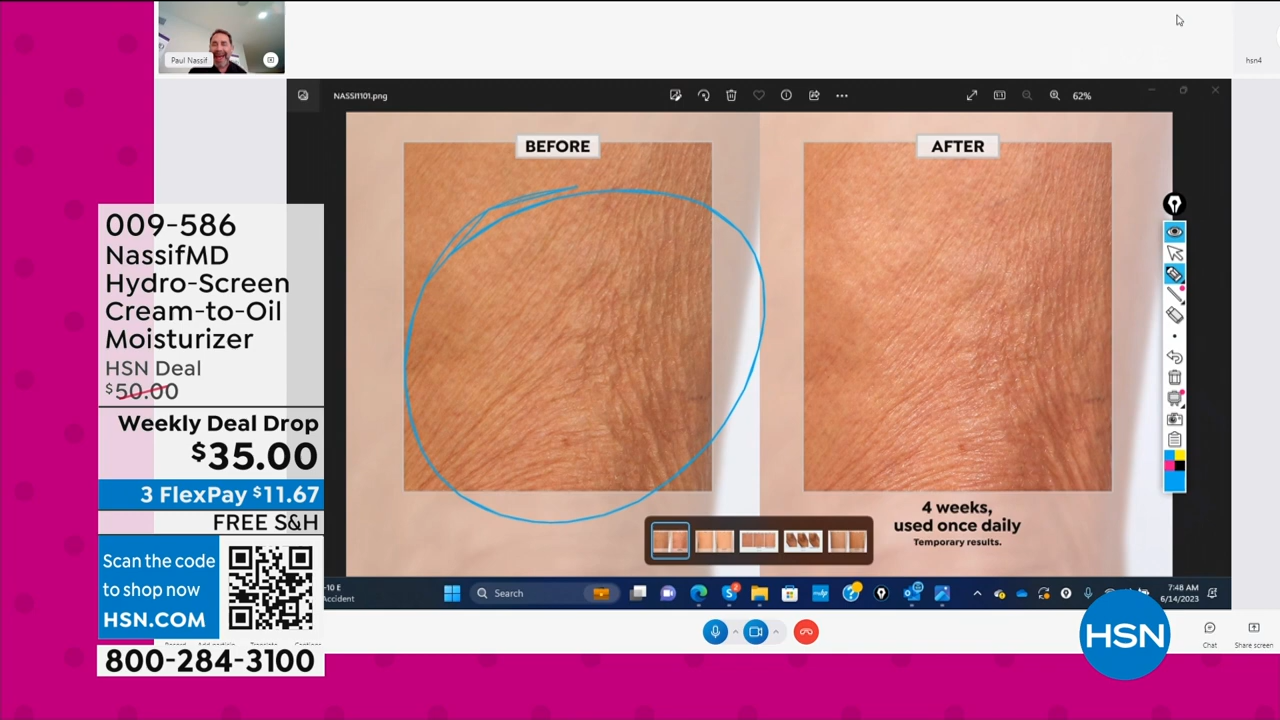 Paul Nassif
hsn4
NASSI1101.png
62%
BEFORE
AFTER
009-586
NassifMD
Hydro-Screen
Cream-to-Oil
Moisturizer
HSN Deal
$50.00
Weekly Deal Drop
$35.00
3 FlexPay $11.67
FREE S&H
Scan the code
to shop now
HSN.COM
800-284-3100
4 weeks,
used once daily
Temporary results.
-10 E
Accident
Search
7:48 AM
6/14/2023
HSN
Chat
Share screen